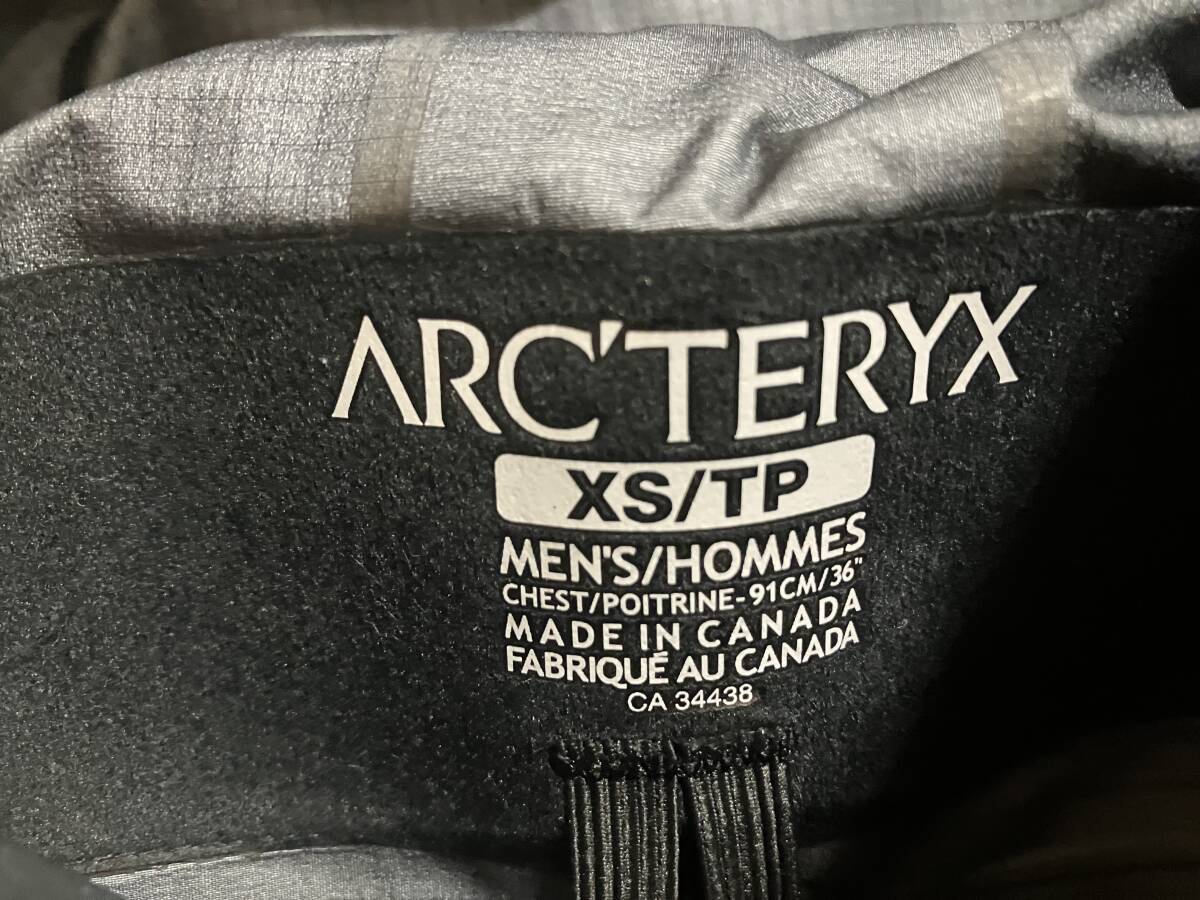 ARC'TERYX
XS/TP
MEN'S/HOMMES
CHEST/POITRINE-91CM/36"
MADE IN CANADA
FABRIQUÉ AU CANADA
CA 34438